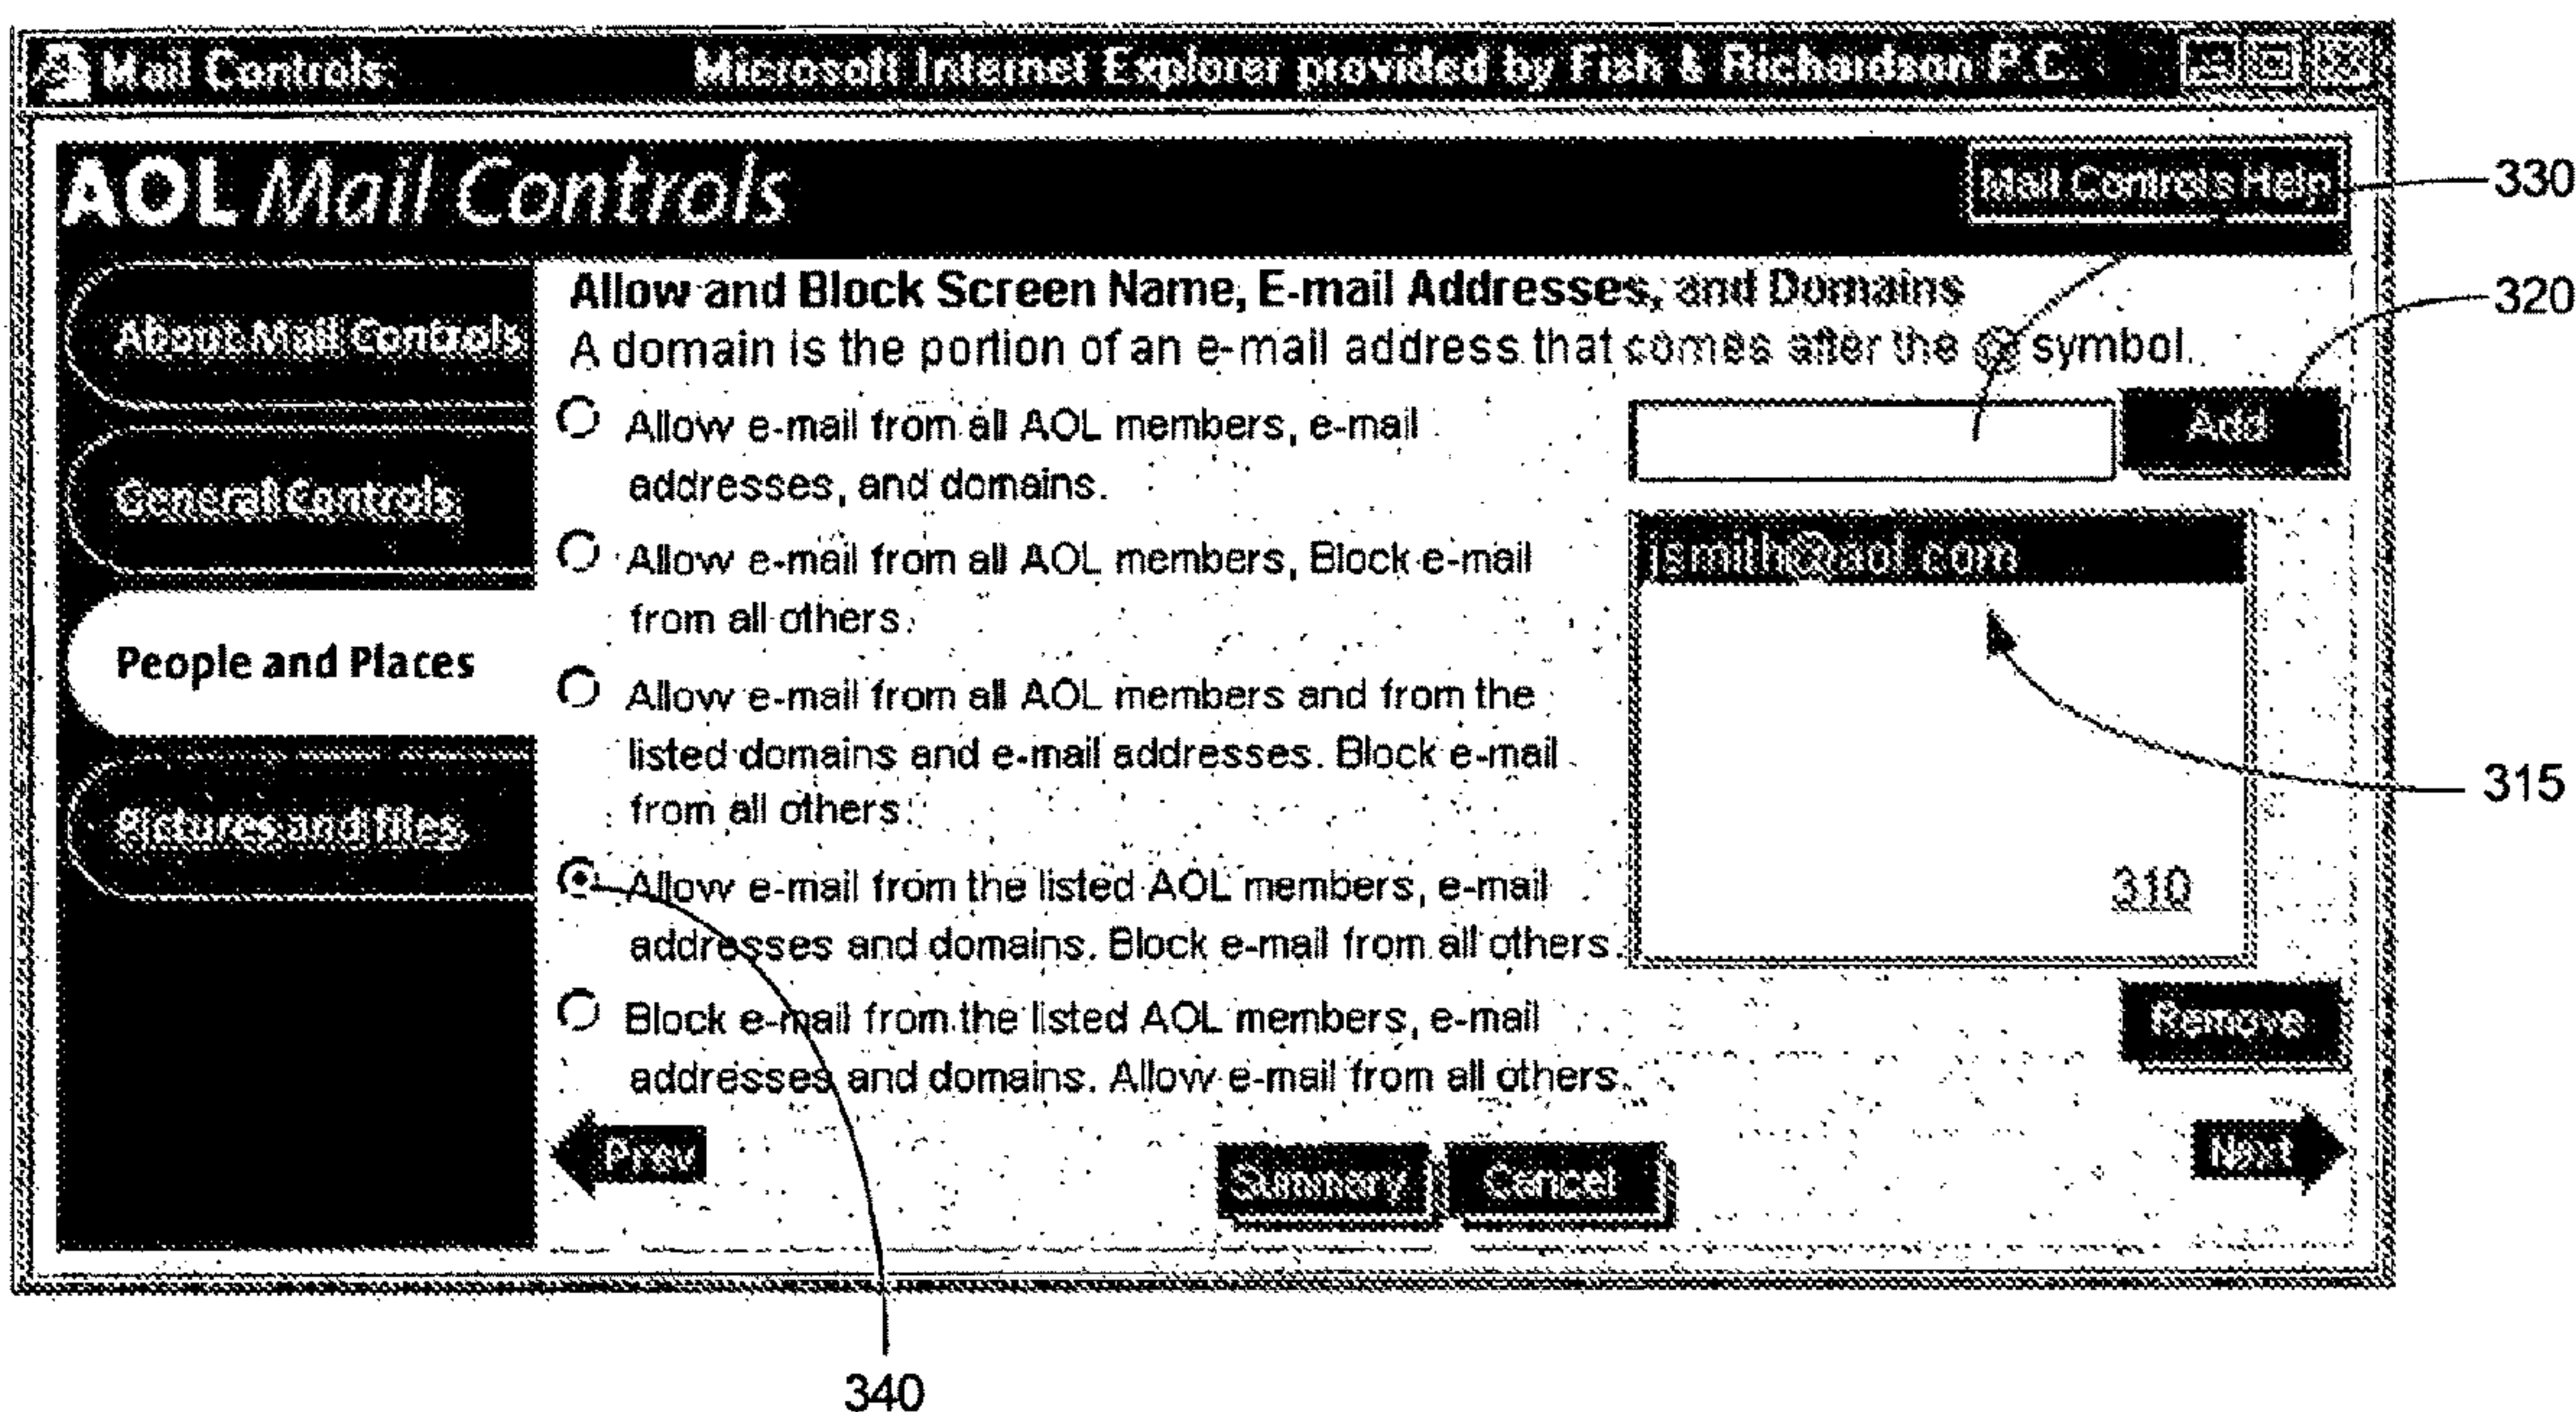 Mail Controls
Microsoft Internet Explorer provided by Fish & Richardson P.C.
AOL Mail Controls
Mail Controls Help
330
About Mail Controls
General Controls
People and Places
Pictures and files
Allow and Block Screen Name, E-mail Addresses, and Domains
A domain is the portion of an e-mail address that comes after the @ symbol.
320
Allow e-mail from all AOL members, e-mail
addresses, and domains.
Allow e-mail from all AOL members, Block e-mail
from all others.
Allow e-mail from all AOL members and from the
listed domains and e-mail addresses. Block e-mail
from all others.
Allow e-mail from the listed AOL members, e-mail
addresses and domains. Block e-mail from all others.
Block e-mail from the listed AOL members, e-mail
addresses and domains. Allow e-mail from all others.
Add
jsmith@aol.com
315
310
Remove
Prev
Summary
Cancel
Next
340